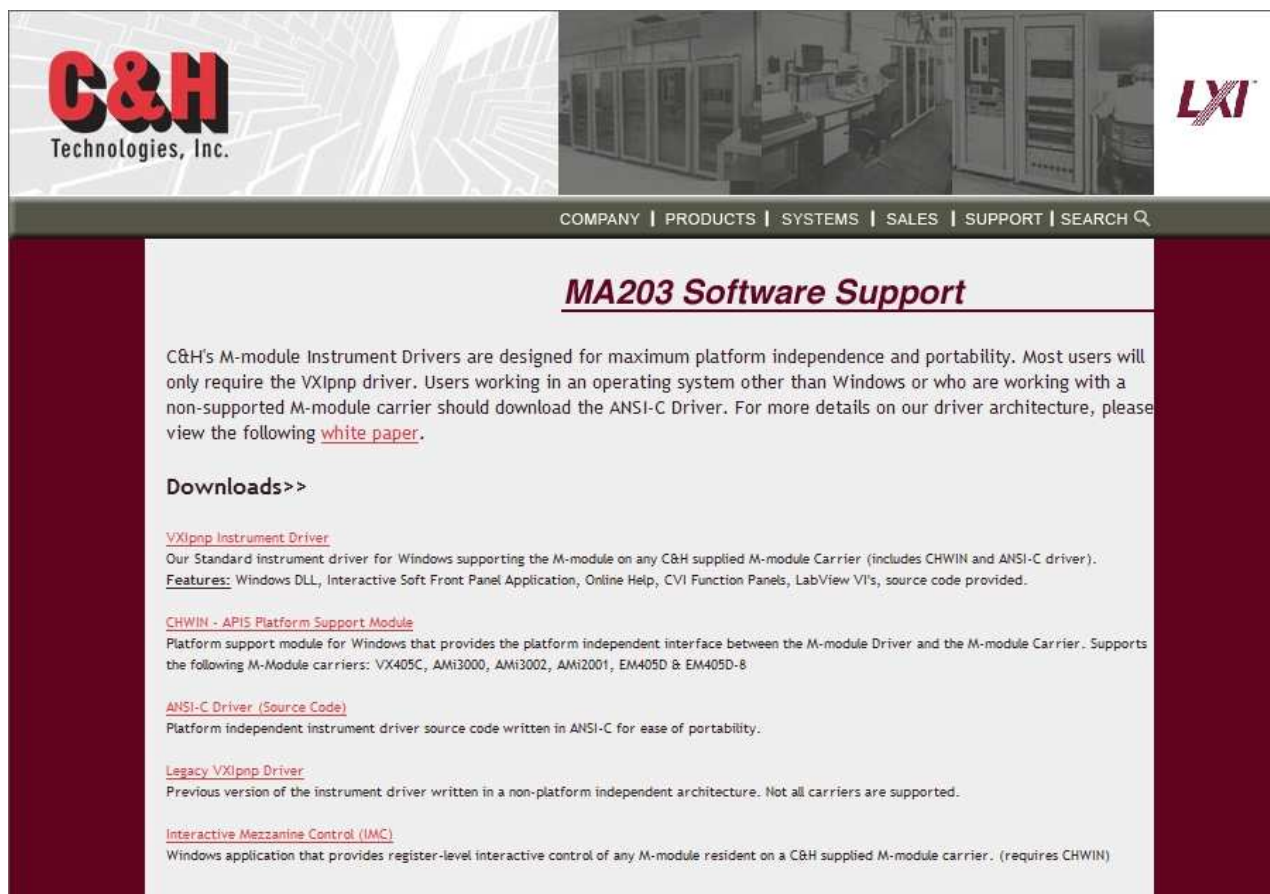 C&H
Technologies, Inc.
LXI™
COMPANY | PRODUCTS | SYSTEMS | SALES | SUPPORT | SEARCH
MA203 Software Support
C&H's M-module Instrument Drivers are designed for maximum platform independence and portability. Most users will
only require the VXIpnp driver. Users working in an operating system other than Windows or who are working with a
non-supported M-module carrier should download the ANSI-C Driver. For more details on our driver architecture, please
view the following white paper.
Downloads>>
VXIpnp Instrument Driver
Our Standard instrument driver for Windows supporting the M-module on any C&H supplied M-module Carrier (includes CHWIN and ANSI-C driver).
Features: Windows DLL, Interactive Soft Front Panel Application, Online Help, CVI Function Panels, LabView VI's, source code provided.
CHWIN - APIS Platform Support Module
Platform support module for Windows that provides the platform independent interface between the M-module Driver and the M-module Carrier. Supports
the following M-Module carriers: VX405C, AMi3000, AMi3002, AMi2001, EM405D & EM405D-8
ANSI-C Driver (Source Code)
Platform independent instrument driver source code written in ANSI-C for ease of portability.
Legacy VXIpnp Driver
Previous version of the instrument driver written in a non-platform independent architecture. Not all carriers are supported.
Interactive Mezzanine Control (IMC)
Windows application that provides register-level interactive control of any M-module resident on a C&H supplied M-module carrier. (requires CHWIN)